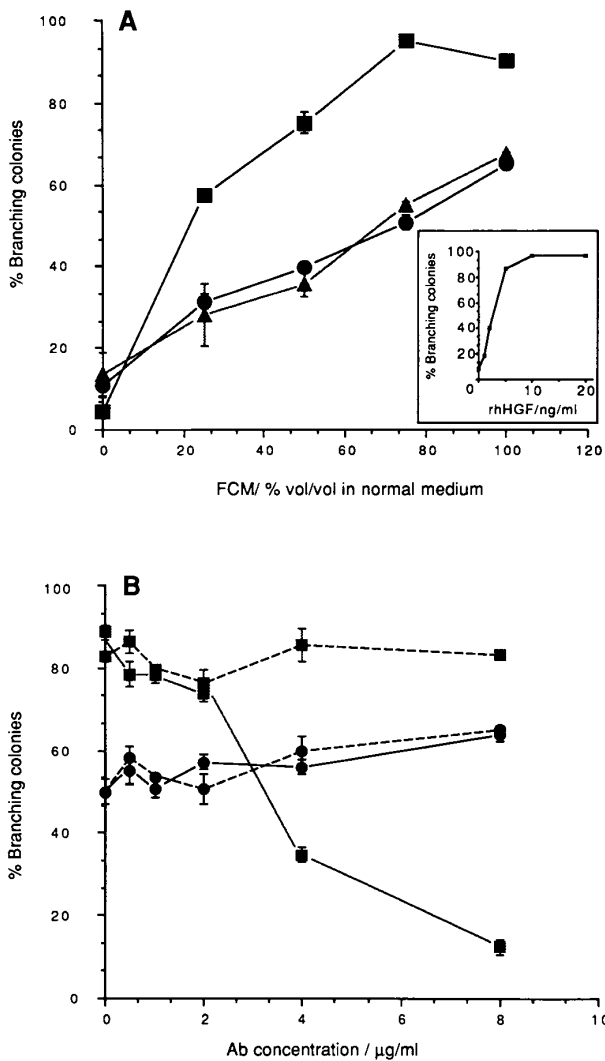 A
100
80
60
40
20
0
% Branching colonies
0 20 40 60 80 100 120
FCM/ % vol/vol in normal medium
100
80
60
40
20
0
% Branching colonies
10 20
rhHGF/ng/ml
B
100
80
60
40
20
0
% Branching colonies
0 2 4 6 8 10
Ab concentration / μg/ml